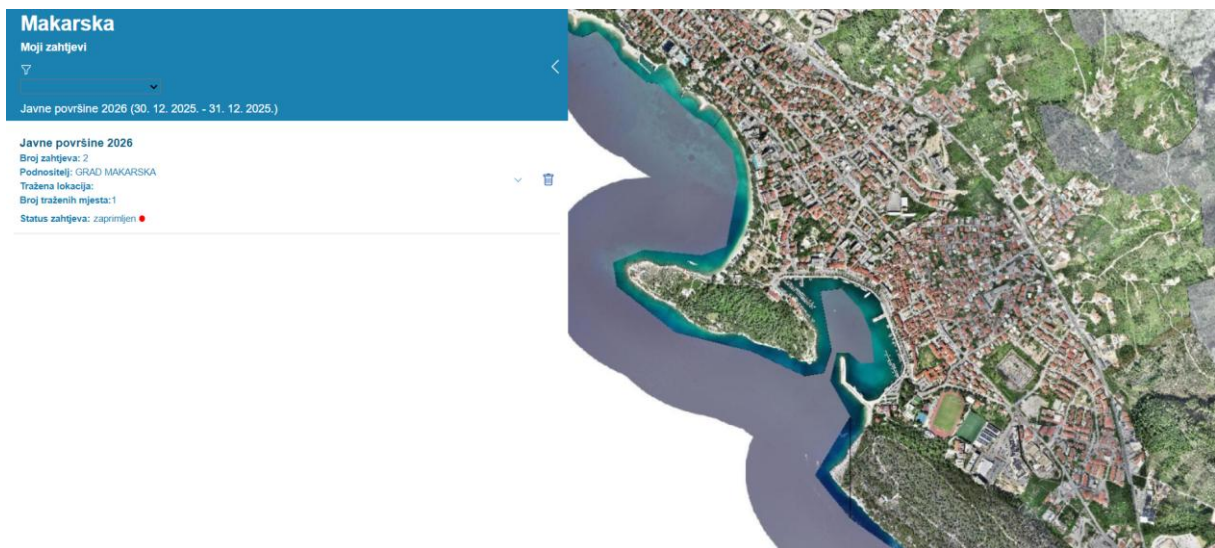 Makarska
Moji zahtjevi
Javne površine 2026 (30. 12. 2025. - 31. 12. 2025.)
Javne površine 2026
Broj zahtjeva: 2
Podnositelj: GRAD MAKARSKA
Tražena lokacija:
Broj traženih mjesta:1
Status zahtjeva: zaprimljen